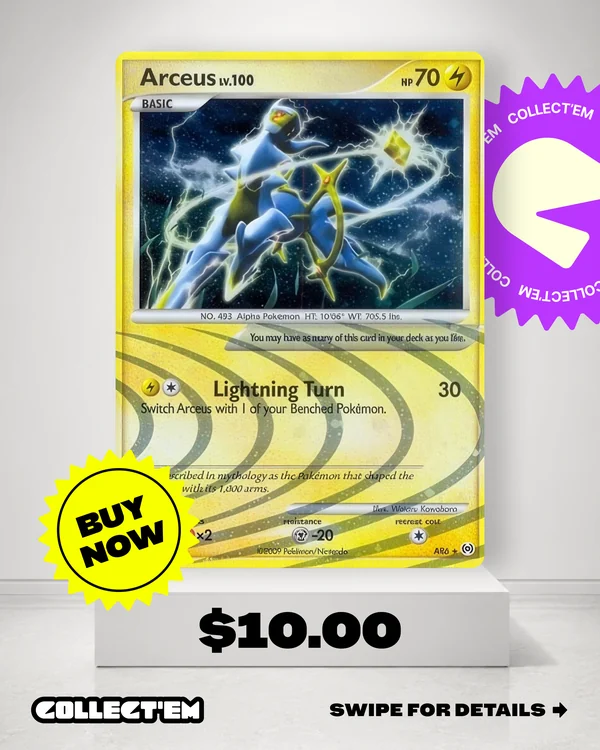 Arceus LV.100
HP 70
BASIC
COLLECT'EM
EM
NO. 493 Alpha Pokémon HT: 10'06" WT: 705.5 lbs.
You may have as many of this card in your deck as you like.
Lightning Turn 30
Switch Arceus with 1 of your Benched Pokémon.
scribed in mythology as the Pokémon that shaped the
with its 1,000 arms.
Illus. Wataru Kawahara
resistance
retreat cost
×2
-20
©2009 Pokémon/Nintendo
AR6
BUY
NOW
COLL
COLLECT'EM
$10.00
COLLECT'EM
SWIPE FOR DETAILS